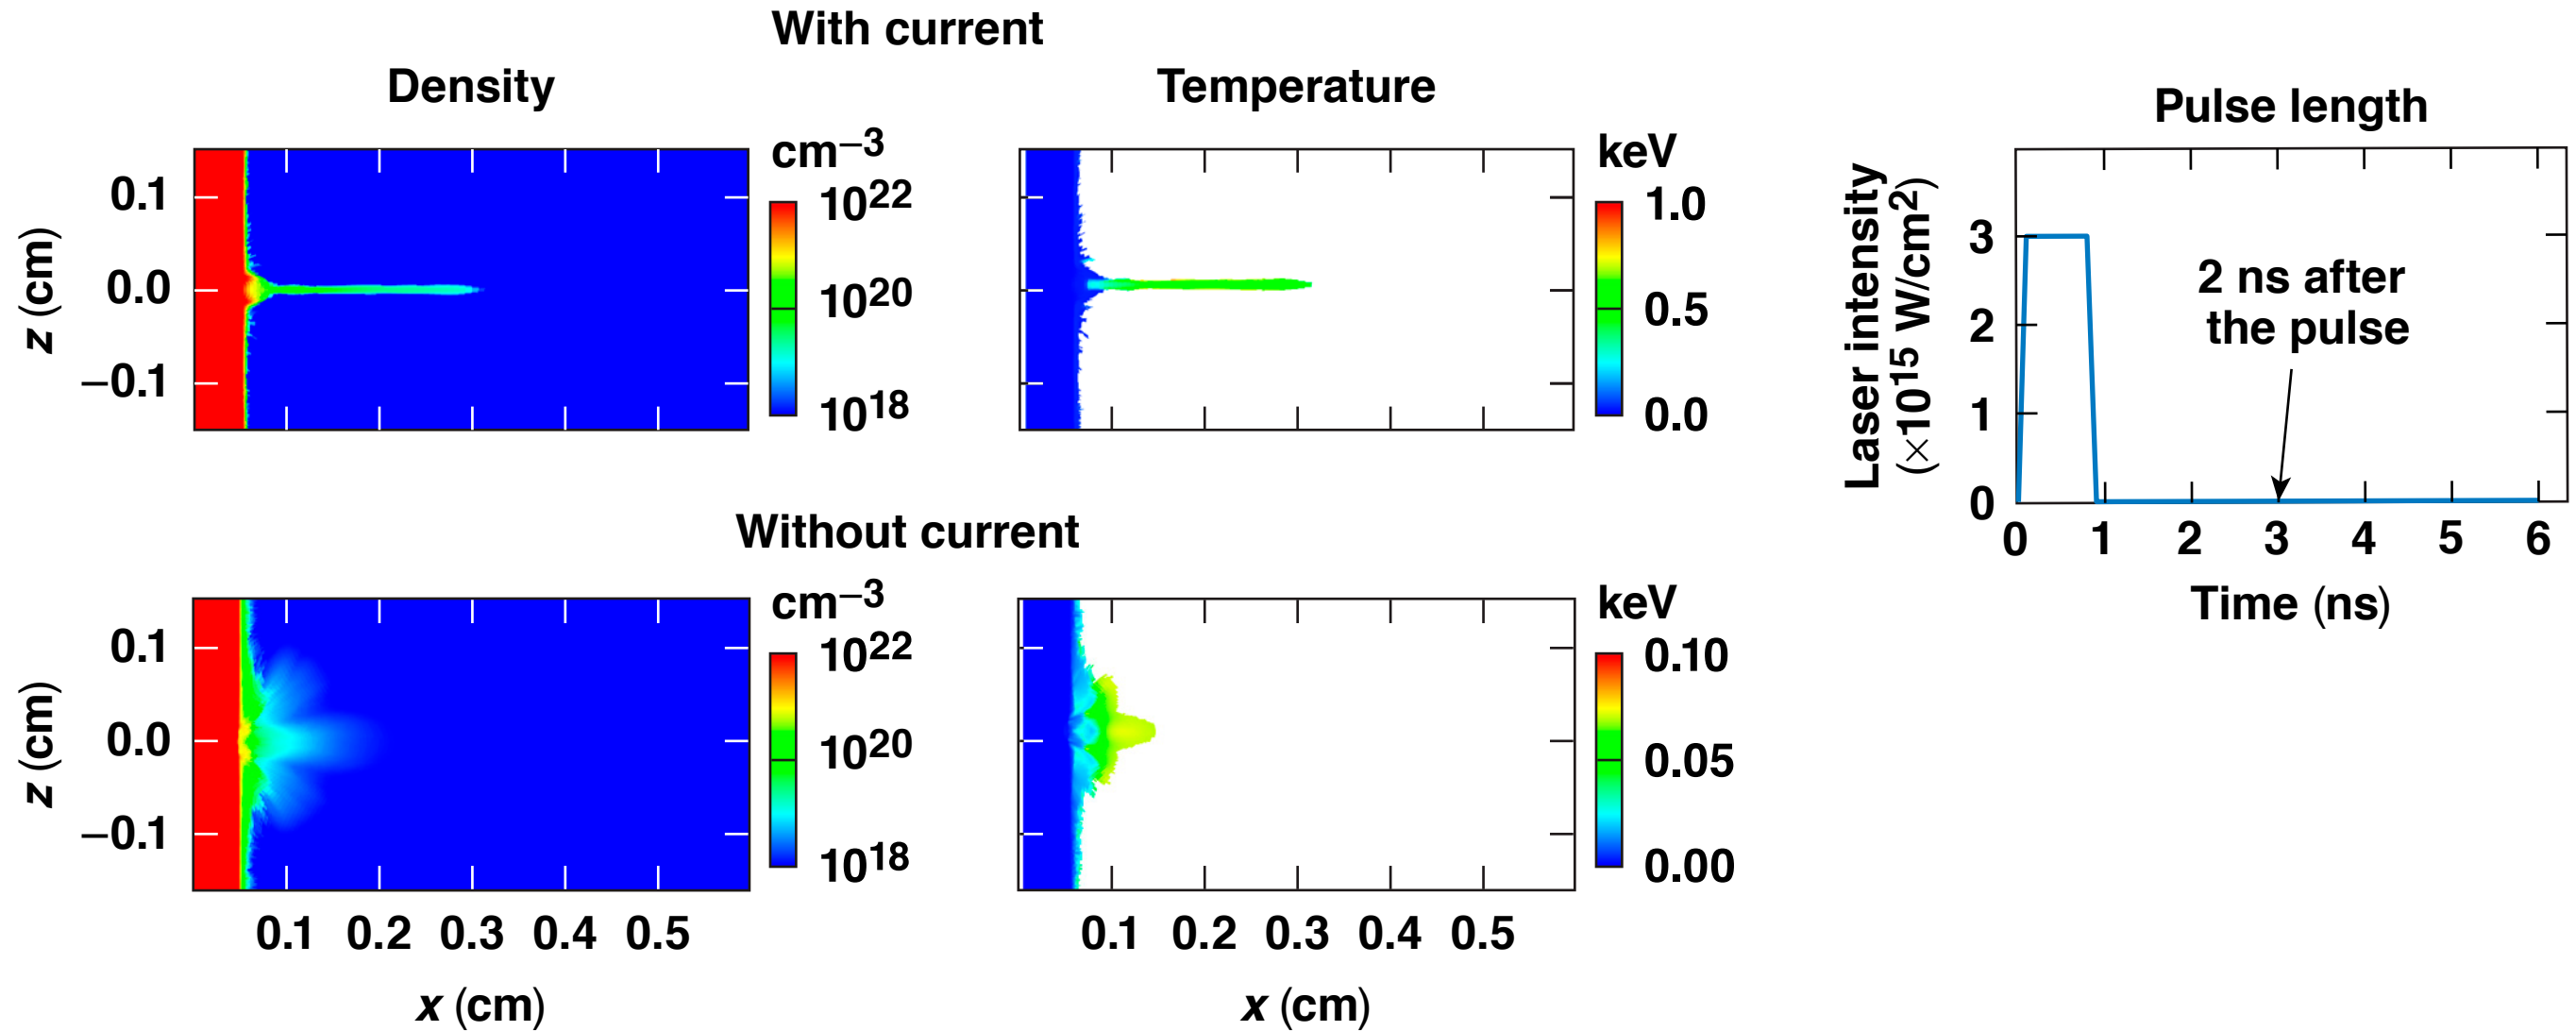 With current
Density
Temperature
Pulse length
cm−3
1022
1020
1018
keV
1.0
0.5
0.0
0.1
0.0
−0.1
z (cm)
Laser intensity
(×1015 W/cm2)
3
2
1
0
2 ns after
the pulse
0 1 2 3 4 5 6
Time (ns)
Without current
cm−3
1022
1020
1018
keV
0.10
0.05
0.00
0.1
0.0
−0.1
z (cm)
0.1 0.2 0.3 0.4 0.5
0.1 0.2 0.3 0.4 0.5
x (cm)
x (cm)